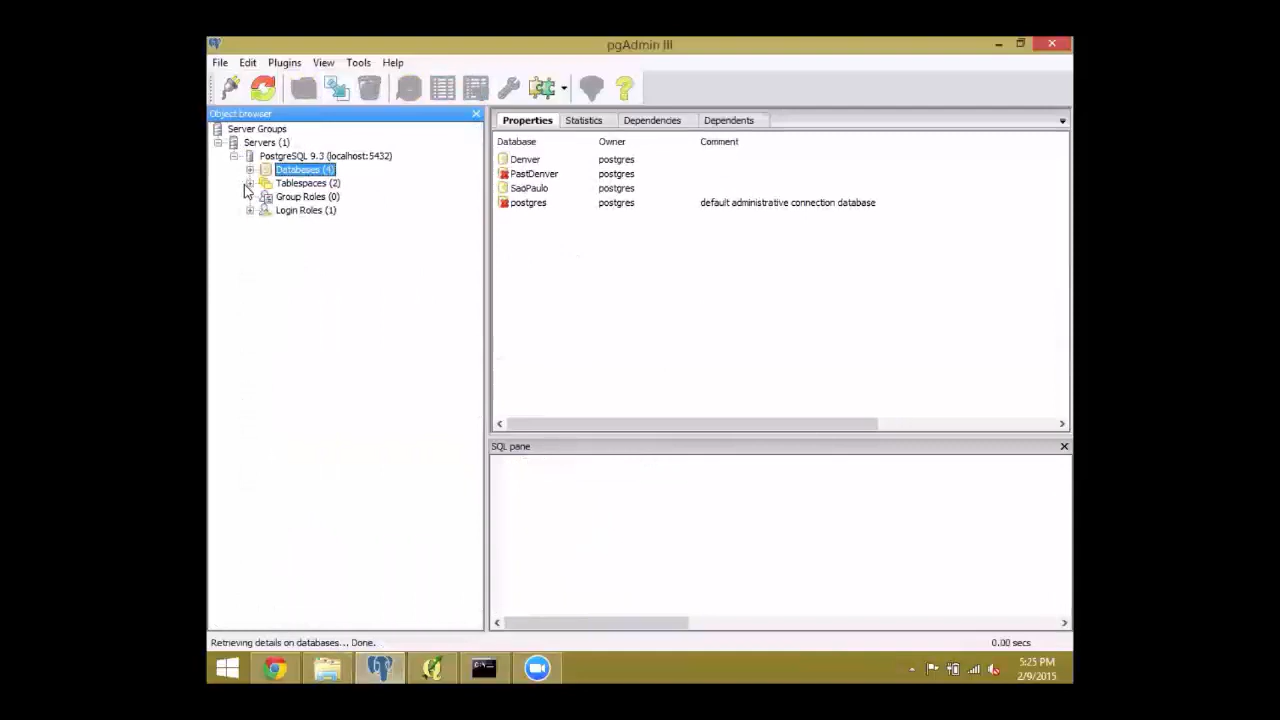 pgAdmin III
File Edit Plugins View Tools Help
Object browser
Server Groups
Servers (1)
PostgreSQL 9.3 (localhost:5432)
Databases (4)
Tablespaces (2)
Group Roles (0)
Login Roles (1)
Properties Statistics Dependencies Dependents
Database Owner Comment
Denver postgres
PastDenver postgres
SaoPaulo postgres
postgres postgres default administrative connection database
SQL pane
Retrieving details on databases... Done. 0.00 secs
5:25 PM
2/9/2015